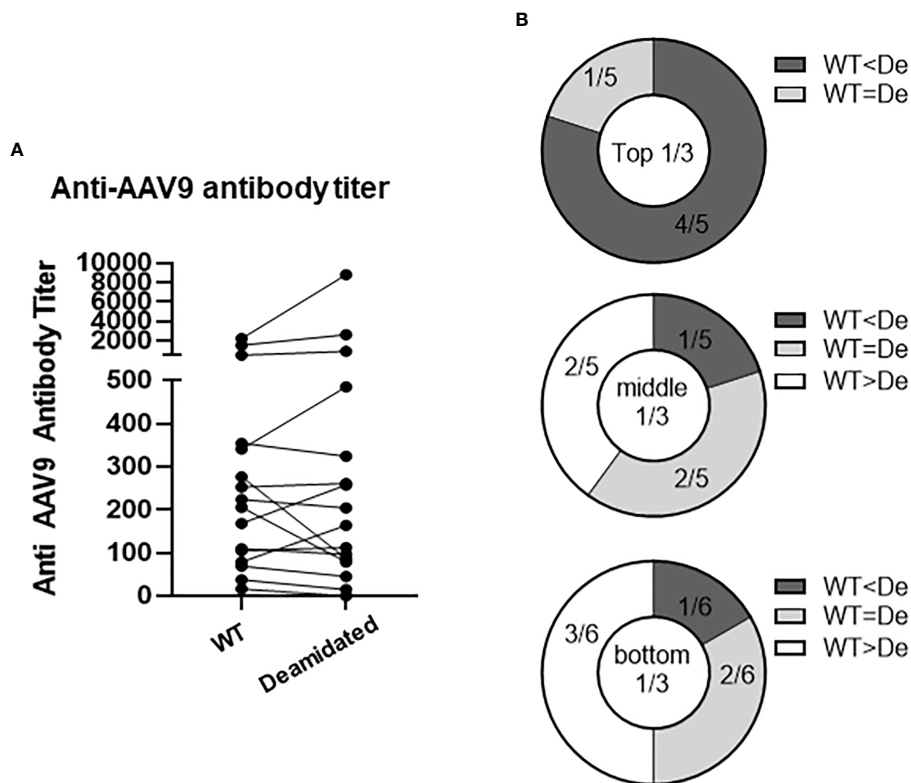 A
Anti-AAV9 antibody titer
Anti AAV9 Antibody Titer
10000
8000
6000
4000
2000
500
400
300
200
100
0
WT
Deamidated
B
1/5
Top 1/3
4/5
WT<De
WT=De
1/5
2/5
middle
1/3
2/5
WT<De
WT=De
WT>De
1/6
3/6
bottom
1/3
2/6
WT<De
WT=De
WT>De